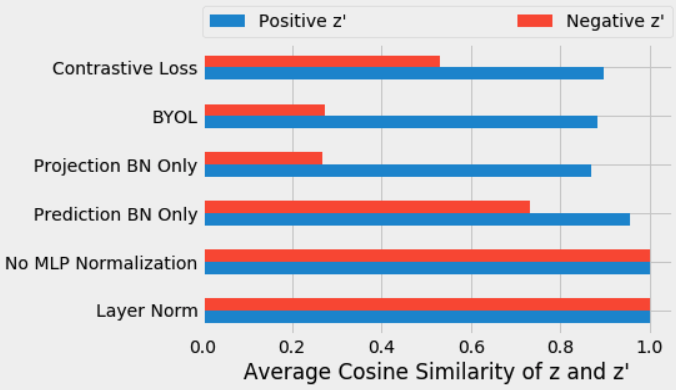 Positive z' Negative z'
Contrastive Loss
BYOL
Projection BN Only
Prediction BN Only
No MLP Normalization
Layer Norm
0.0 0.2 0.4 0.6 0.8 1.0
Average Cosine Similarity of z and z'